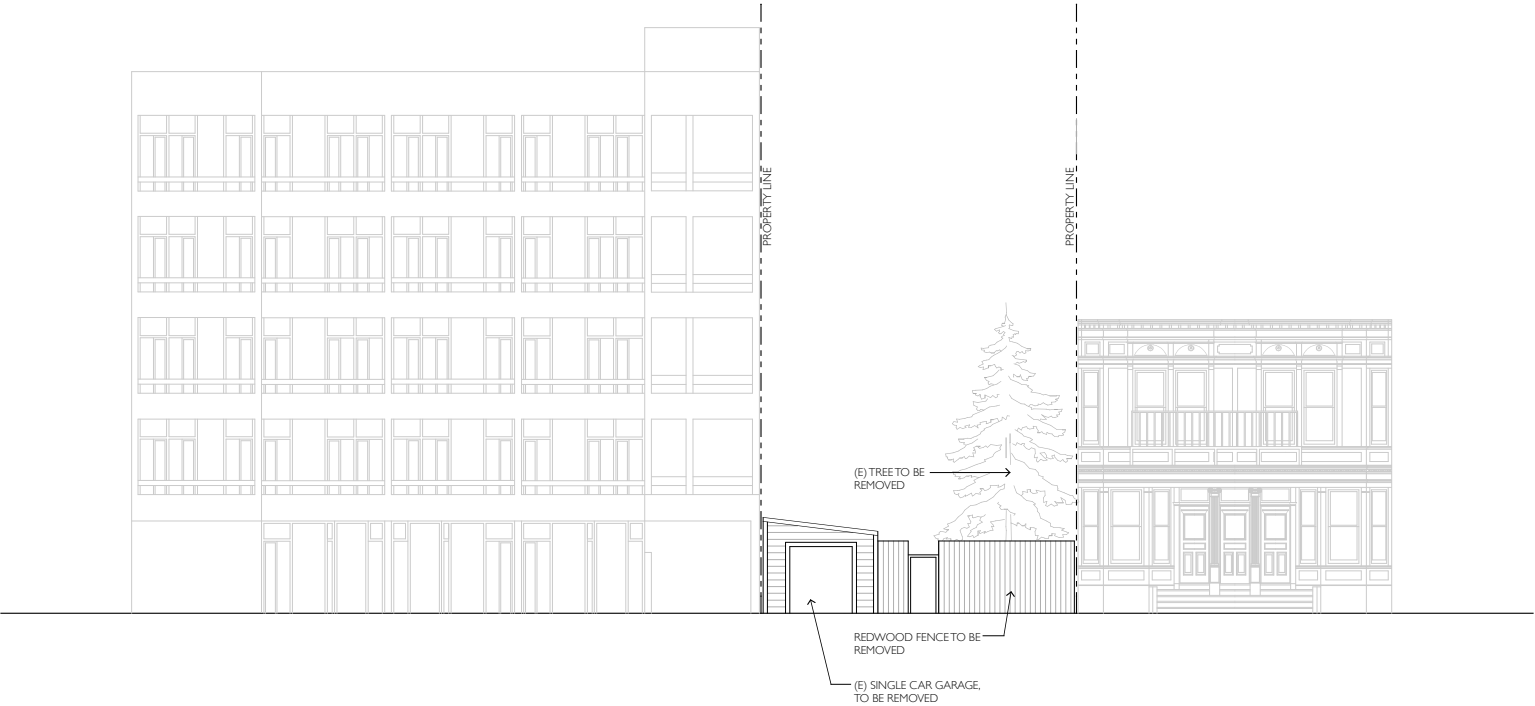 PROPERTY LINE
PROPERTY LINE
(E) TREE TO BE
REMOVED
REDWOOD FENCE TO BE
REMOVED
(E) SINGLE CAR GARAGE,
TO BE REMOVED